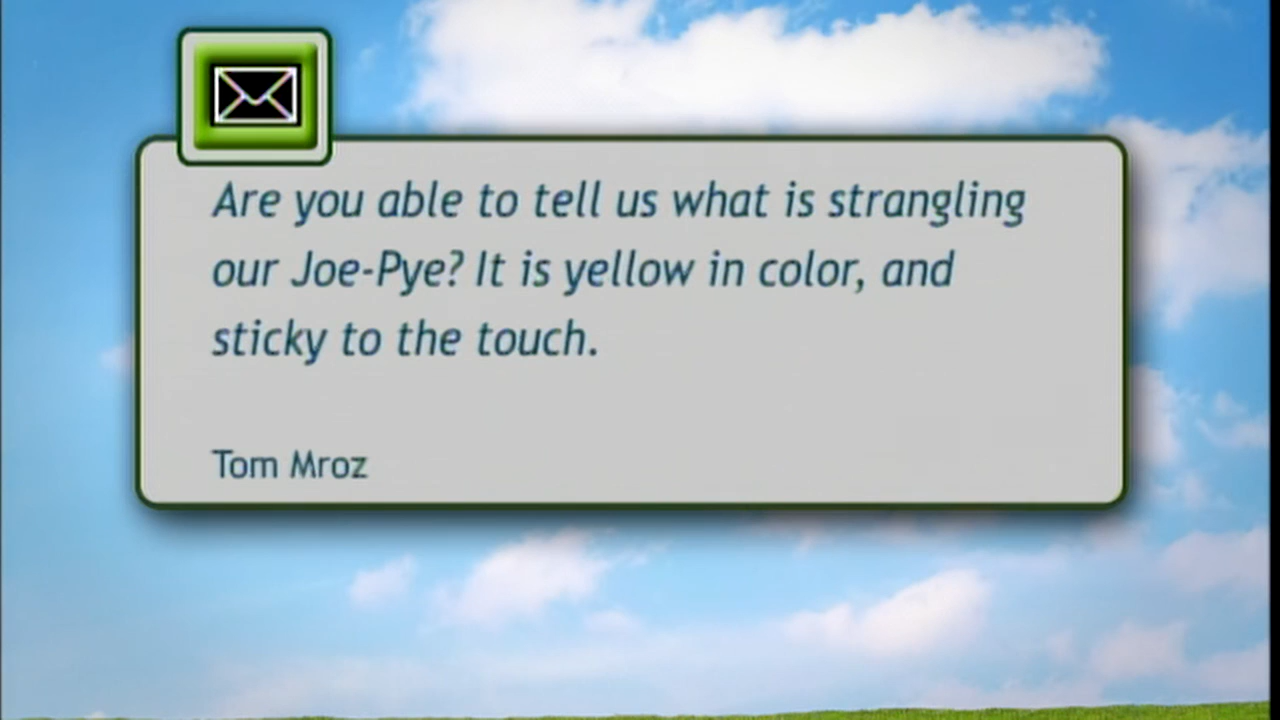 Are you able to tell us what is strangling
our Joe-Pye? It is yellow in color, and
sticky to the touch.
Tom Mroz